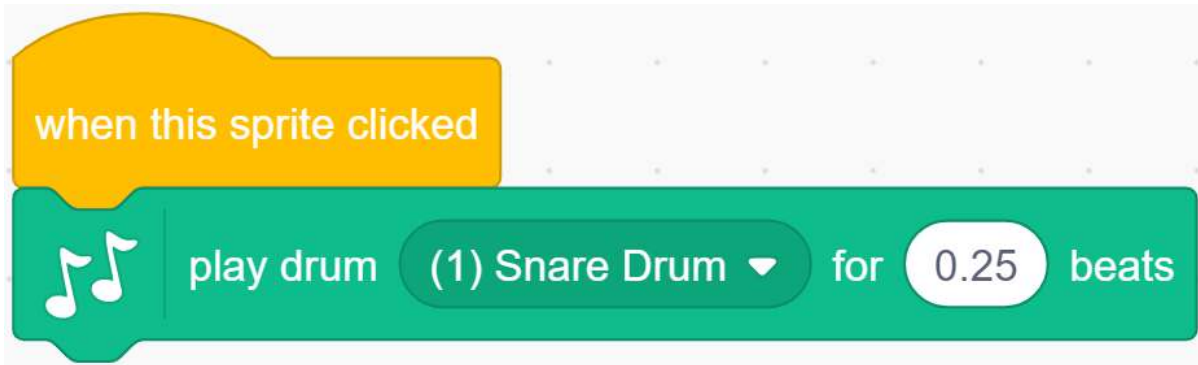 when this sprite clicked
play drum (1) Snare Drum for 0.25 beats